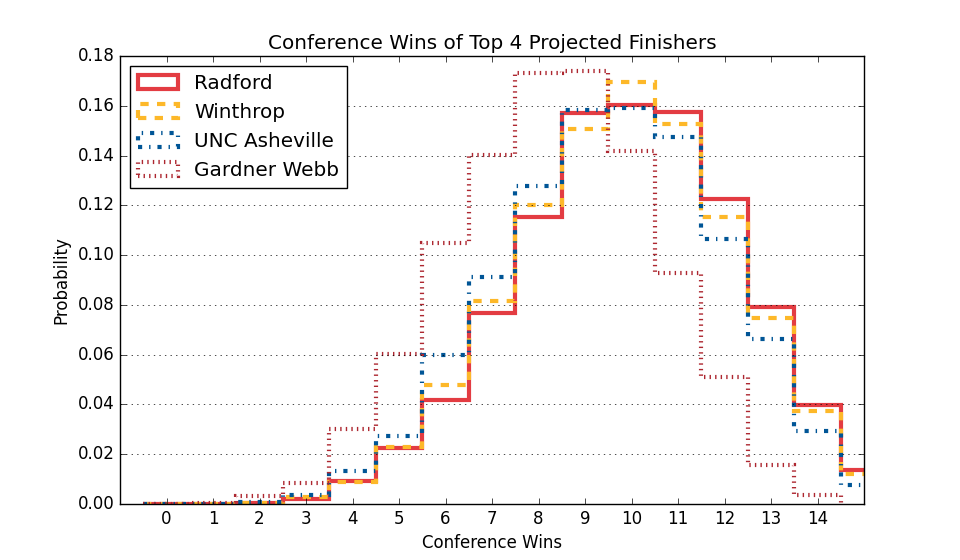 Conference Wins of Top 4 Projected Finishers
0.18
0.16
0.14
0.12
0.10
0.08
0.06
0.04
0.02
0.00
Probability
Radford
Winthrop
UNC Asheville
Gardner Webb
0 1 2 3 4 5 6 7 8 9 10 11 12 13 14
Conference Wins